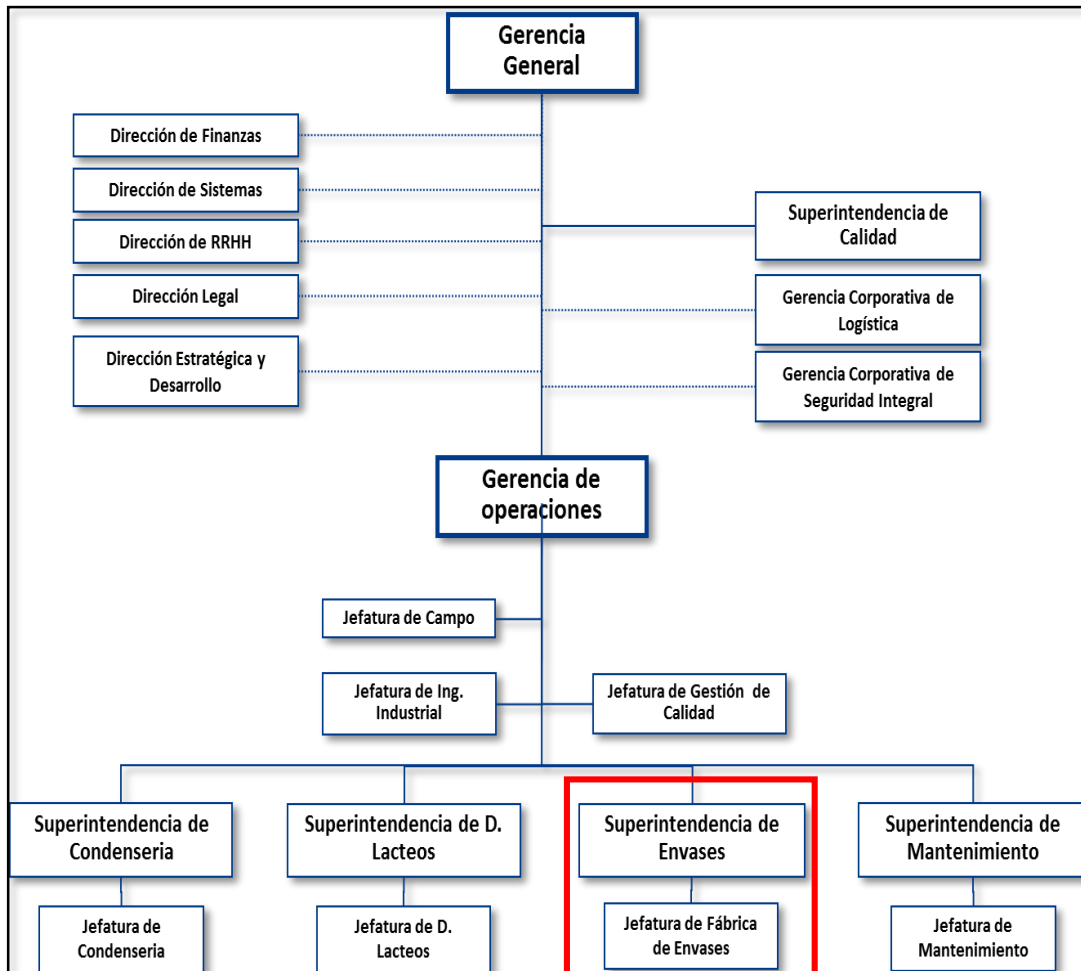 Gerencia
General
Dirección de Finanzas
Dirección de Sistemas
Dirección de RRHH
Dirección Legal
Dirección Estratégica y
Desarrollo
Superintendencia de
Calidad
Gerencia Corporativa de
Logística
Gerencia Corporativa de
Seguridad Integral
Gerencia de
operaciones
Jefatura de Campo
Jefatura de Ing.
Industrial
Jefatura de Gestión de
Calidad
Superintendencia de
Condenseria
Superintendencia de D.
Lacteos
Superintendencia de
Envases
Superintendencia de
Mantenimiento
Jefatura de
Condenseria
Jefatura de D.
Lacteos
Jefatura de Fábrica
de Envases
Jefatura de
Mantenimiento